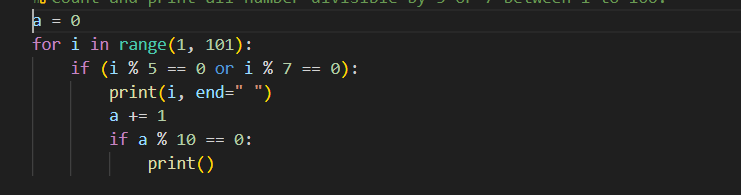 Count and print all number divisible by 5 or 7 between 1 to 100.
a = 0
for i in range(1, 101):
    if (i % 5 == 0 or i % 7 == 0):
        print(i, end=" ")
        a += 1
        if a % 10 == 0:
            print()